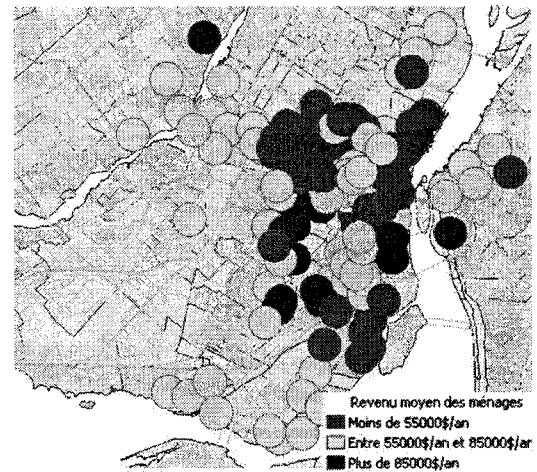 Revenu moyen des ménages
Moins de 55000$/an
Entre 55000$/an et 85000$/an
Plus de 85000$/an